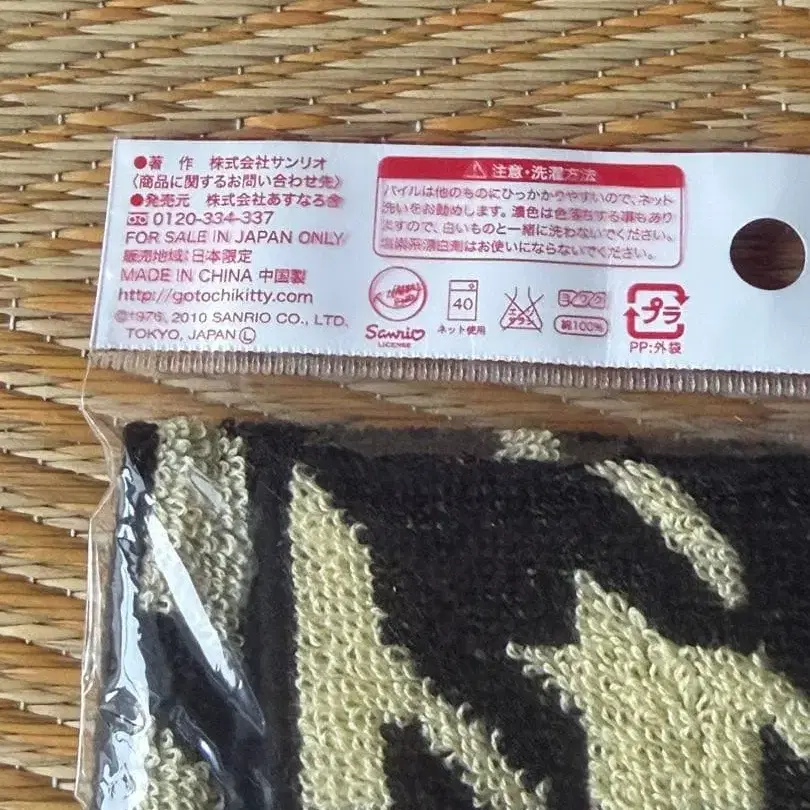 ●著 作 株式会社サンリオ
〈商品に関するお問い合わせ先〉
●発売元 株式会社あすなろ舎
0120-334-337
FOR SALE IN JAPAN ONLY
販売地域:日本限定
MADE IN CHINA 中国製
http://gotochikitty.com
©1976, 2010 SANRIO CO., LTD.
TOKYO, JAPAN Ⓛ
注意・洗濯方法
パイルは他のものにひっかかりやすいので、ネット
洗いをお勧めします。濃色は色落ちする事もあり
ますので、白いものと一緒に洗わないでください。
塩素系漂白剤はお使いにならないでください。
Sanrio
LICENSE
40
ネット使用
エンソ
サラシ
ヨワク
綿100%
プラ
PP:外袋